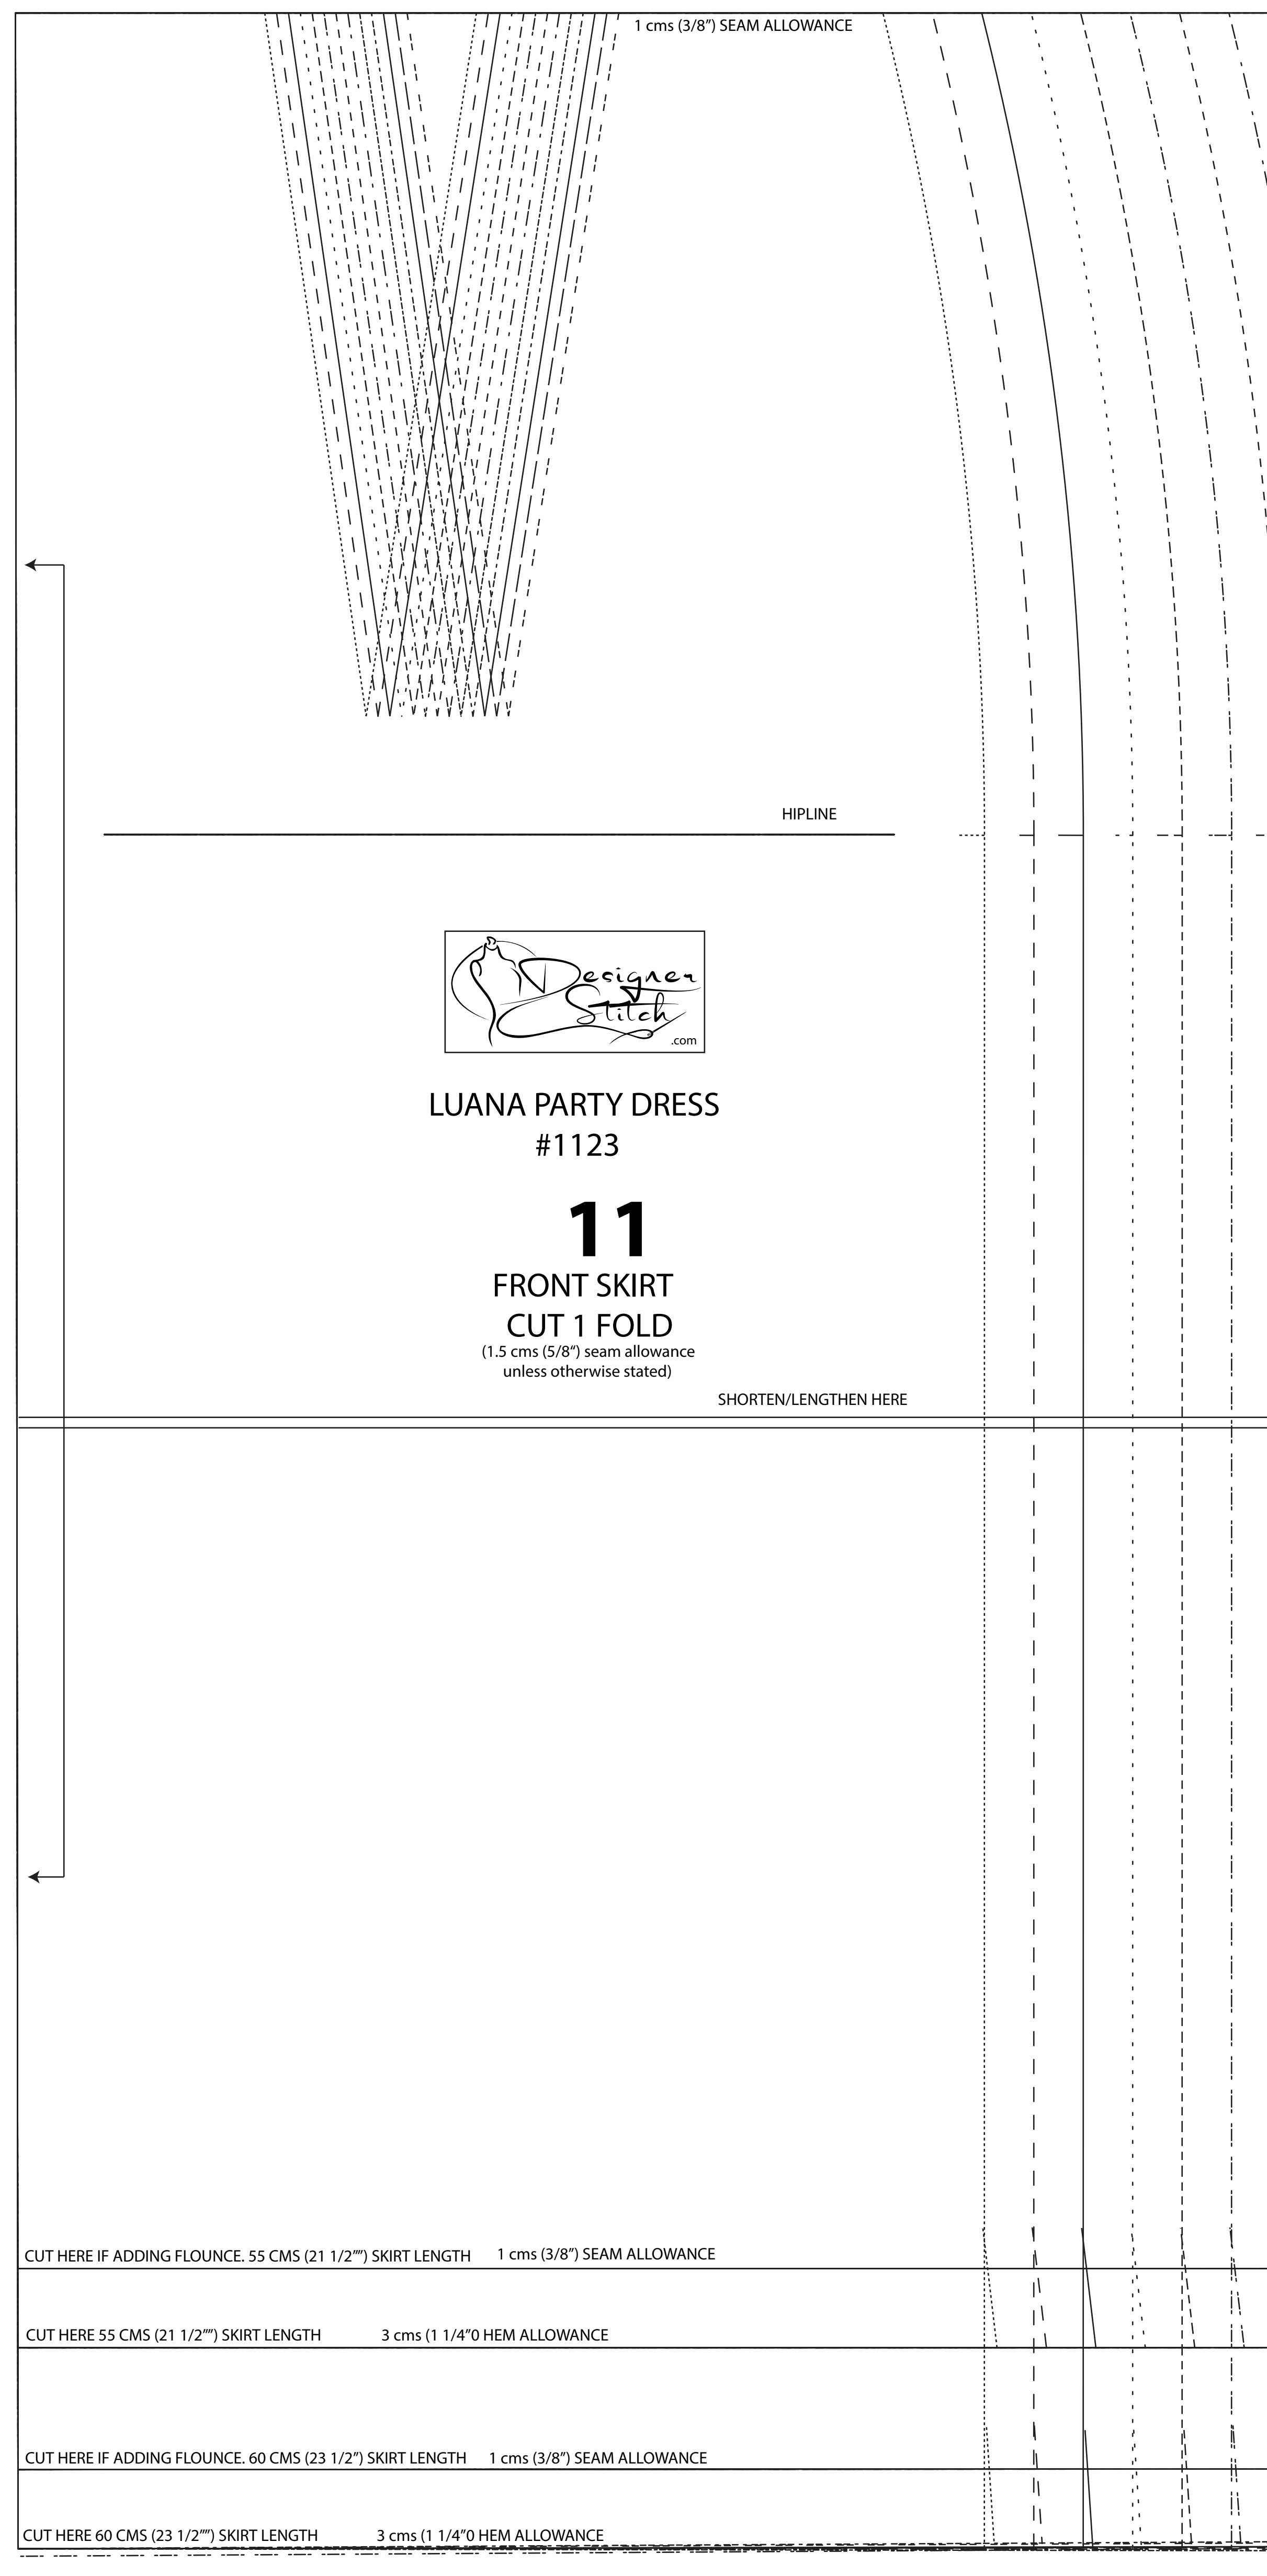 1 cms (3/8”) SEAM ALLOWANCE
HIPLINE
Designer
Stitch
.com
LUANA PARTY DRESS
#1123
11
FRONT SKIRT
CUT 1 FOLD
(1.5 cms (5/8“) seam allowance
unless otherwise stated)
SHORTEN/LENGTHEN HERE
CUT HERE IF ADDING FLOUNCE. 55 CMS (21 1/2””) SKIRT LENGTH 1 cms (3/8”) SEAM ALLOWANCE
CUT HERE 55 CMS (21 1/2””) SKIRT LENGTH 3 cms (1 1/4”0 HEM ALLOWANCE
CUT HERE IF ADDING FLOUNCE. 60 CMS (23 1/2”) SKIRT LENGTH 1 cms (3/8”) SEAM ALLOWANCE
CUT HERE 60 CMS (23 1/2””) SKIRT LENGTH 3 cms (1 1/4”0 HEM ALLOWANCE